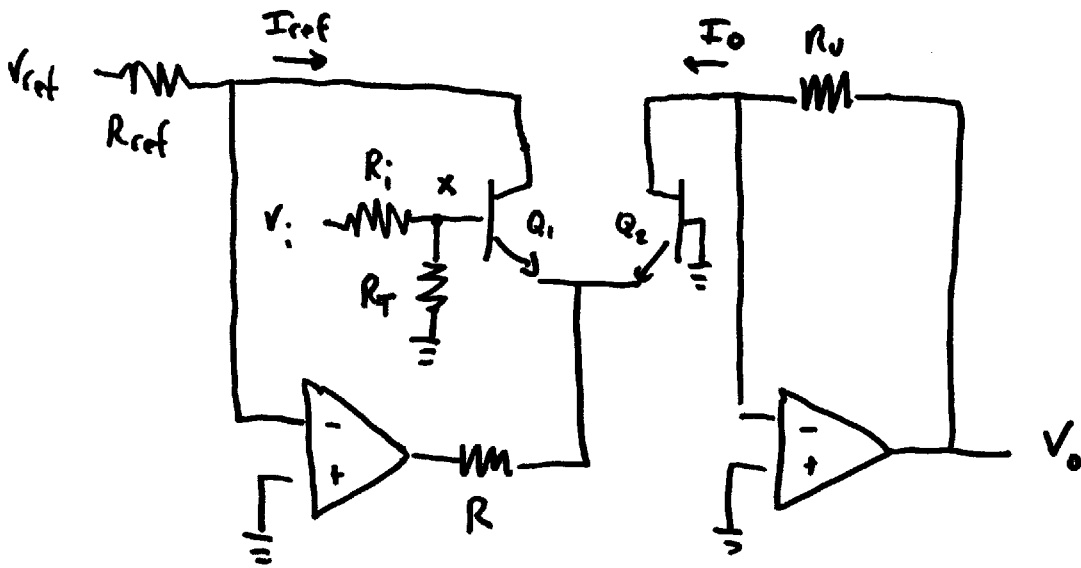 Iref
Io
Ru
Vref
Rref
Ri
x
Vi
Q1
Q2
RT
-
+
R
-
+
Vo